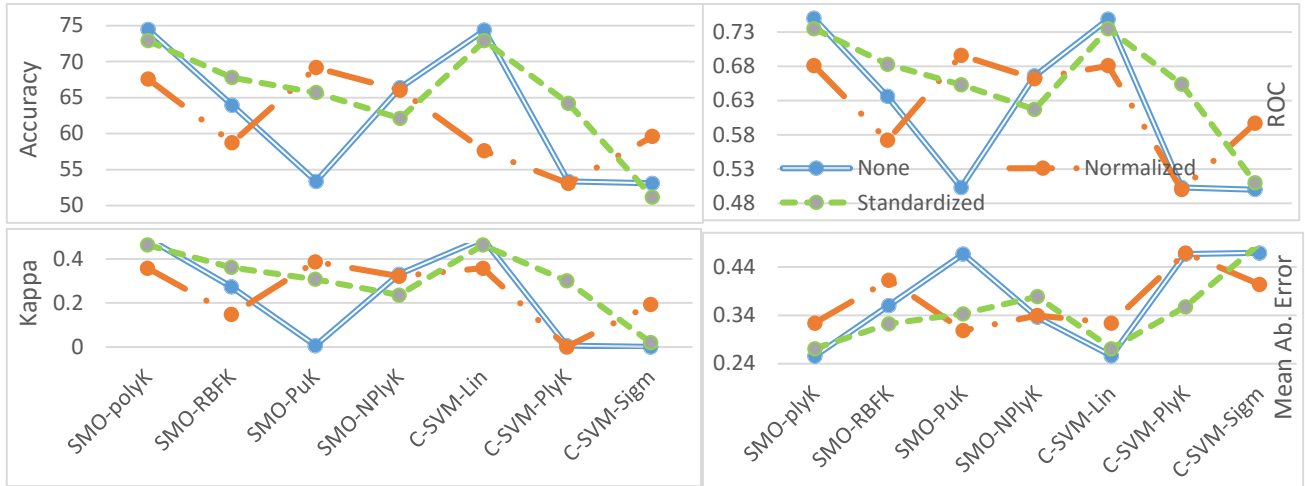 Accuracy
75
70
65
60
55
50
ROC
0.73
0.68
0.63
0.58
0.53
0.48
None
Normalized
Standardized
Kappa
0.4
0.2
0
SMO-polyK
SMO-RBFK
SMO-PuK
SMO-NPlyK
C-SVM-Lin
C-SVM-PlyK
C-SVM-Sigm
Mean Ab. Error
0.44
0.34
0.24
SMO-plyK
SMO-RBFK
SMO-PuK
SMO-NPlyK
C-SVM-Lin
C-SVM-PlyK
C-SVM-Sigm